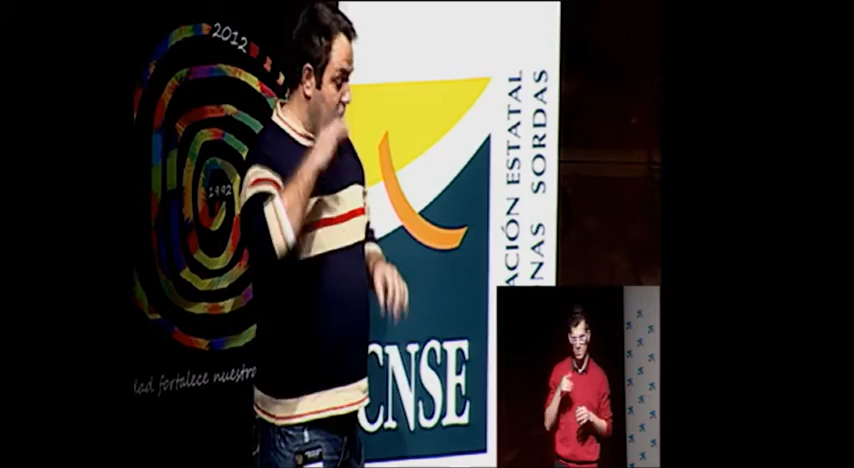 2012
1992
dad fortalece nuestro
ACIÓN ESTATAL
NAS SORDAS
CNSE